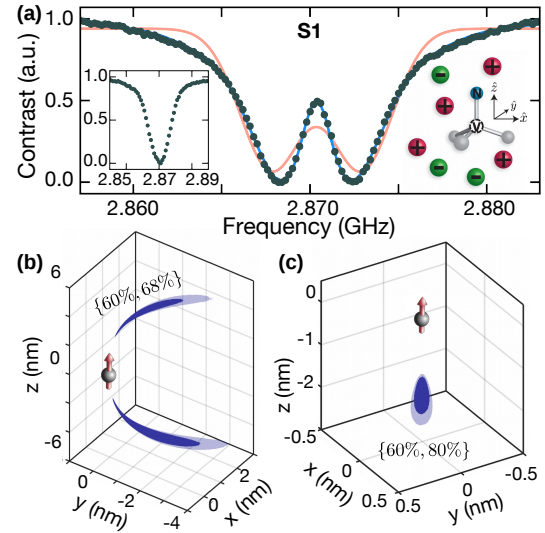 (a)
S1
Contrast (a.u.)
1.0
0.5
0.0
1.0
0.5
0.0
2.85 2.87 2.89
N
V
ẑ
ŷ
x̂
+
-
+
+
+
-
-
2.860 2.870 2.880
Frequency (GHz)
(b)
6
3
0
-3
-6
z (nm)
{60%, 68%}
0
-2
-4
y (nm)
0
2
x (nm)
(c)
0
-1
-2
-0.5
z (nm)
{60%, 80%}
0
0.5
x (nm)
0.5
0
-0.5
y (nm)